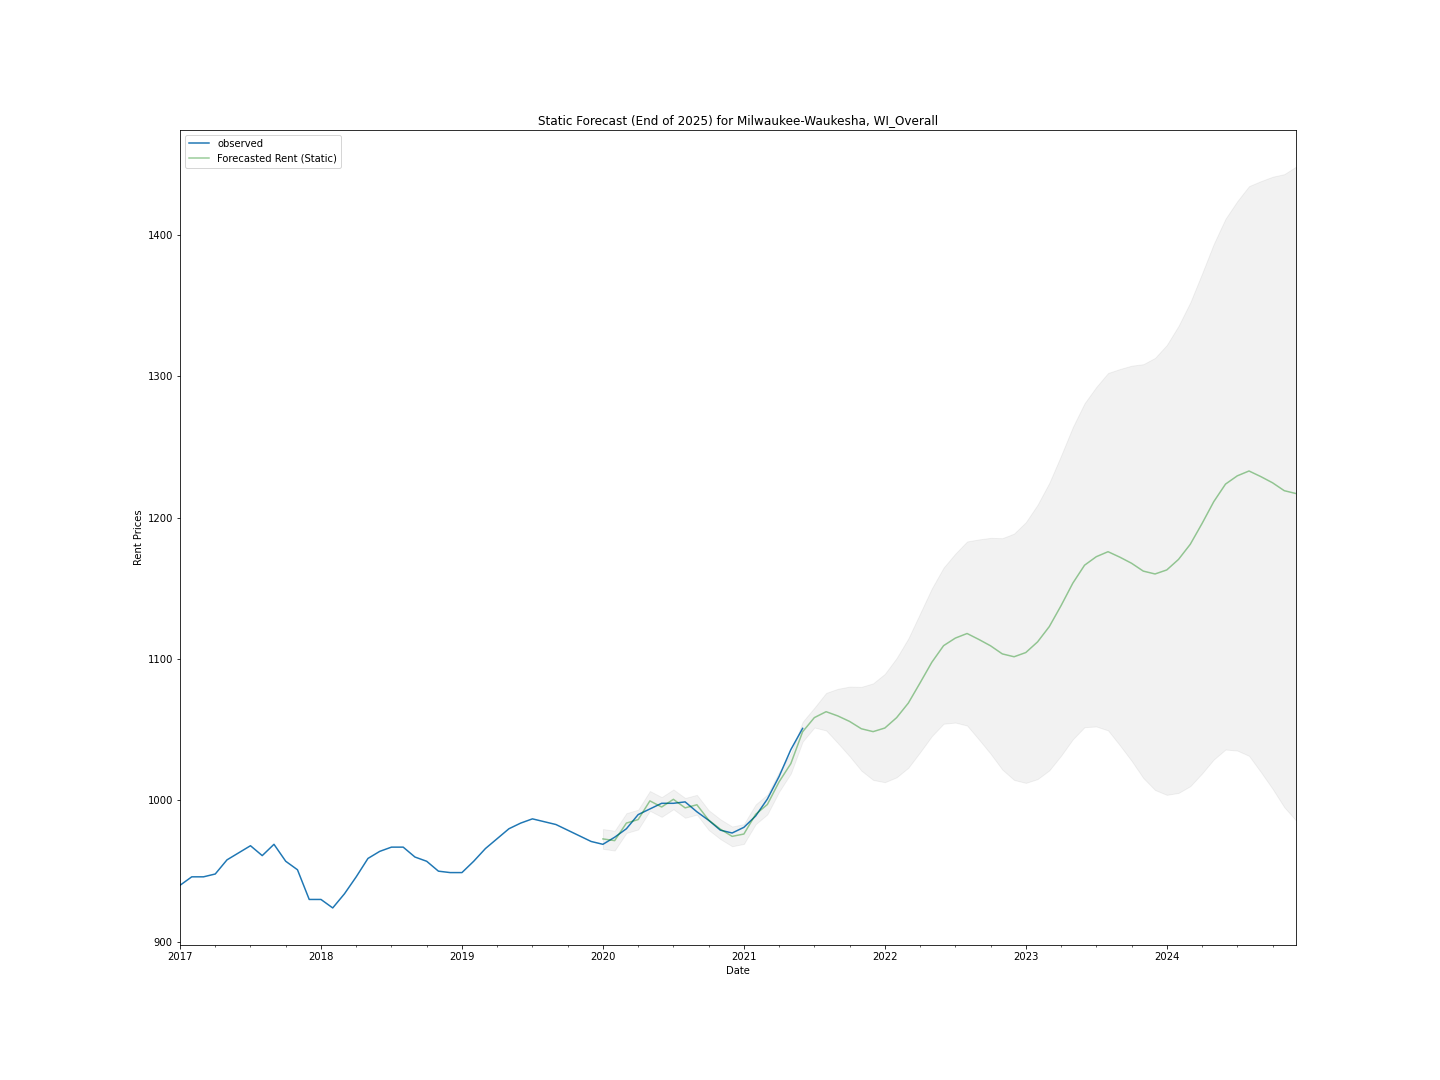 Static Forecast (End of 2025) for Milwaukee-Waukesha, WI_Overall
observed
Forecasted Rent (Static)
1400
1300
1200
1100
1000
900
Rent Prices
2017 2018 2019 2020 2021 2022 2023 2024
Date